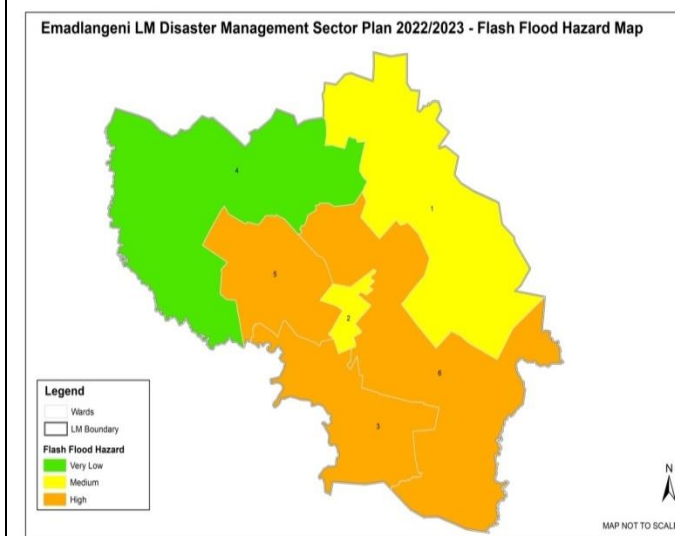 Emadlangeni LM Disaster Management Sector Plan 2022/2023 - Flash Flood Hazard Map
4
1
5
2
6
3
Legend
Wards
LM Boundary
Flash Flood Hazard
Very Low
Medium
High
N
MAP NOT TO SCALE